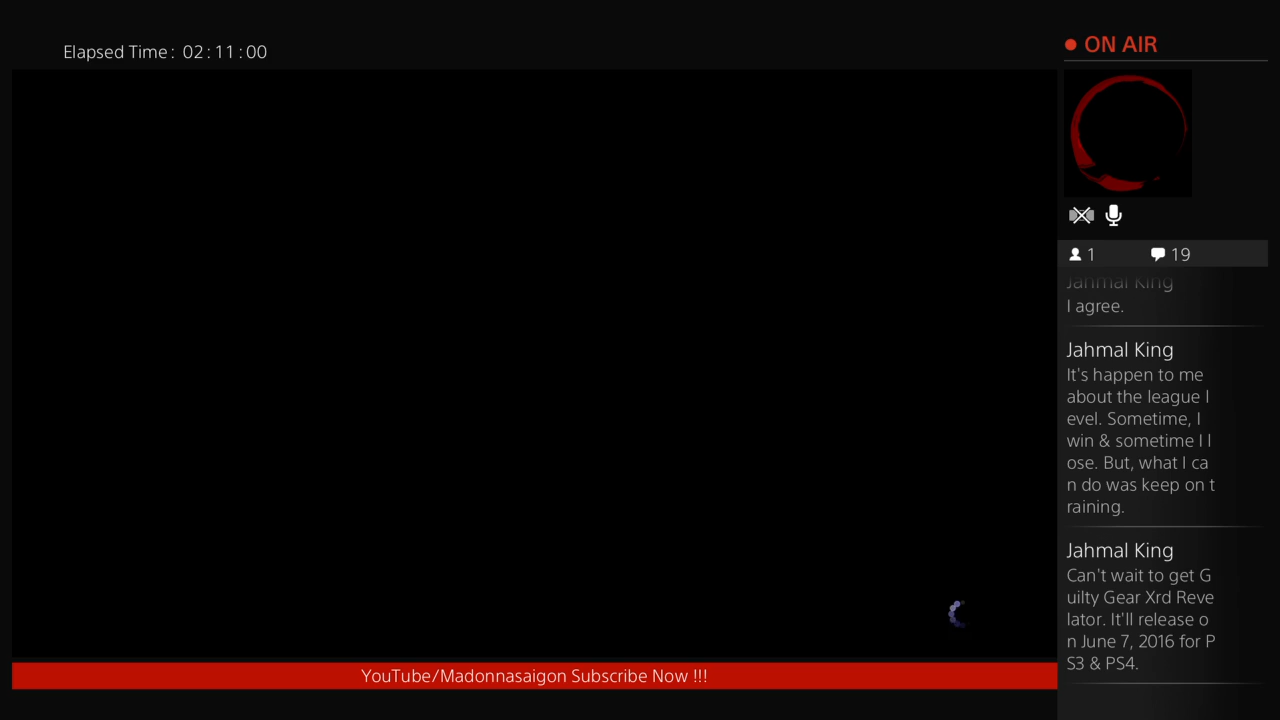 Elapsed Time: 02:11:00
ON AIR
1
19
Jahmal King
I agree.
Jahmal King
It's happen to me
about the league l
evel. Sometime, I
win & sometime I l
ose. But, what I ca
n do was keep on t
raining.
Jahmal King
Can't wait to get G
uilty Gear Xrd Reve
lator. It'll release o
n June 7, 2016 for P
S3 & PS4.
YouTube/Madonnasaigon Subscribe Now !!!